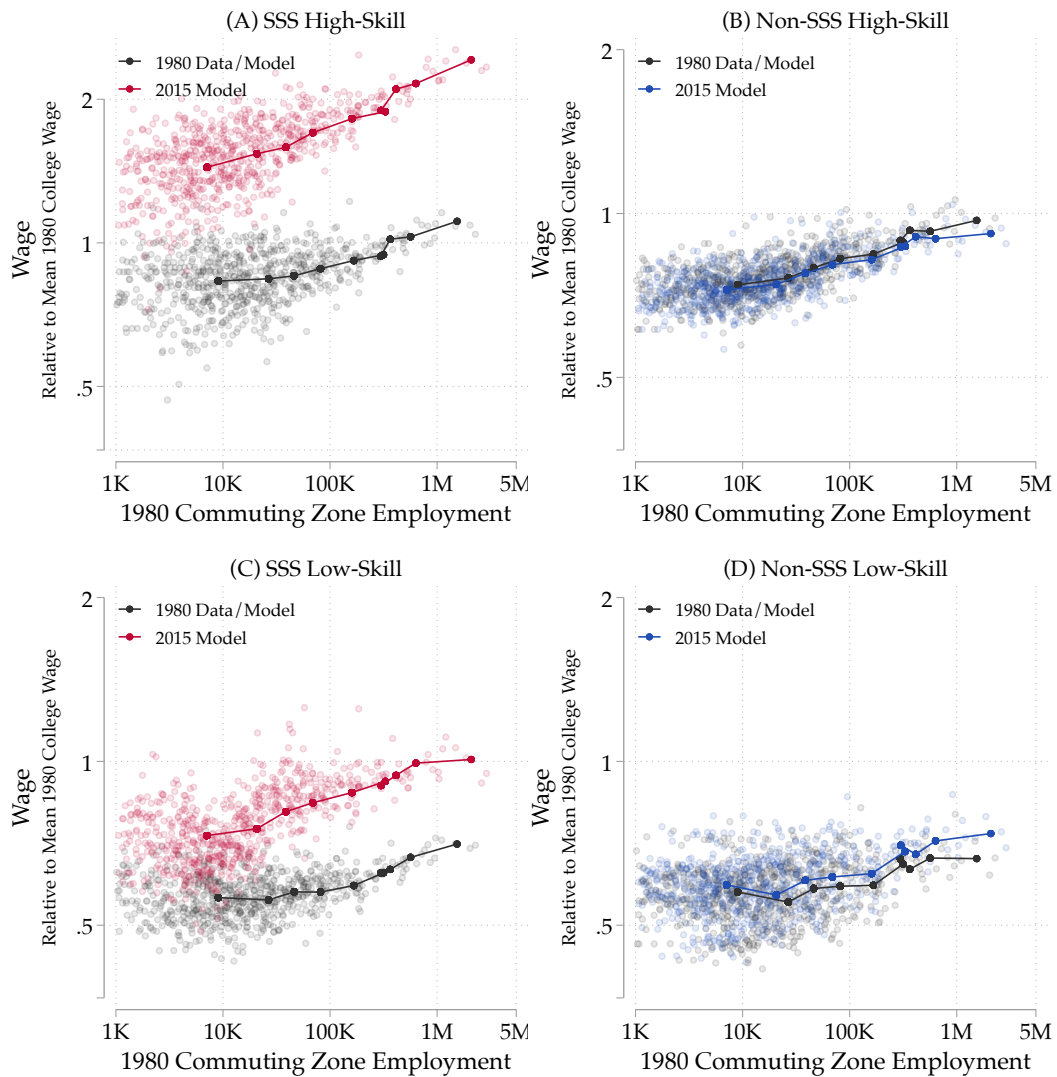 (A) SSS High-Skill
1980 Data/Model
2015 Model
Wage
Relative to Mean 1980 College Wage
2
1
.5
1K 10K 100K 1M 5M
1980 Commuting Zone Employment
(B) Non-SSS High-Skill
1980 Data/Model
2015 Model
Wage
Relative to Mean 1980 College Wage
2
1
.5
1K 10K 100K 1M 5M
1980 Commuting Zone Employment
(C) SSS Low-Skill
1980 Data/Model
2015 Model
Wage
Relative to Mean 1980 College Wage
2
1
.5
1K 10K 100K 1M 5M
1980 Commuting Zone Employment
(D) Non-SSS Low-Skill
1980 Data/Model
2015 Model
Wage
Relative to Mean 1980 College Wage
2
1
.5
1K 10K 100K 1M 5M
1980 Commuting Zone Employment